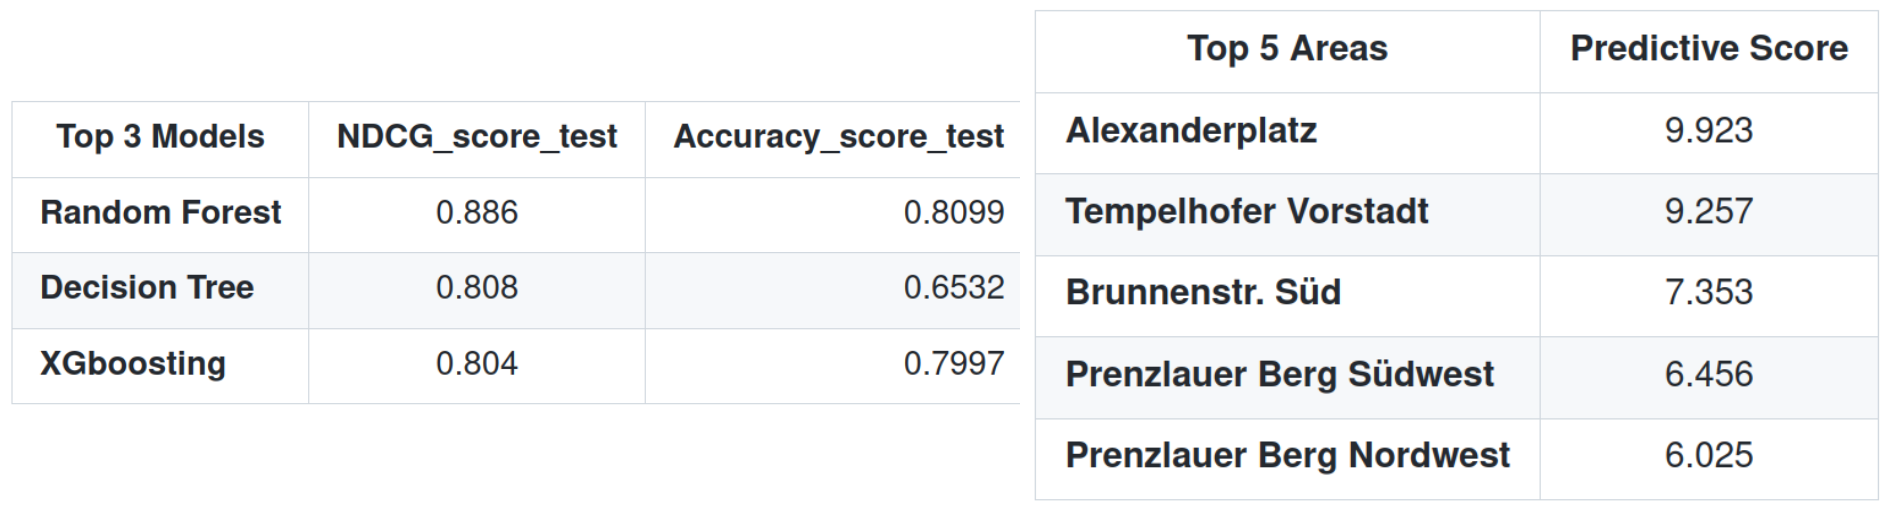 Top 3 Models NDCG_score_test Accuracy_score_test
Random Forest 0.886 0.8099
Decision Tree 0.808 0.6532
XGboosting 0.804 0.7997
Top 5 Areas Predictive Score
Alexanderplatz 9.923
Tempelhofer Vorstadt 9.257
Brunnenstr. Süd 7.353
Prenzlauer Berg Südwest 6.456
Prenzlauer Berg Nordwest 6.025